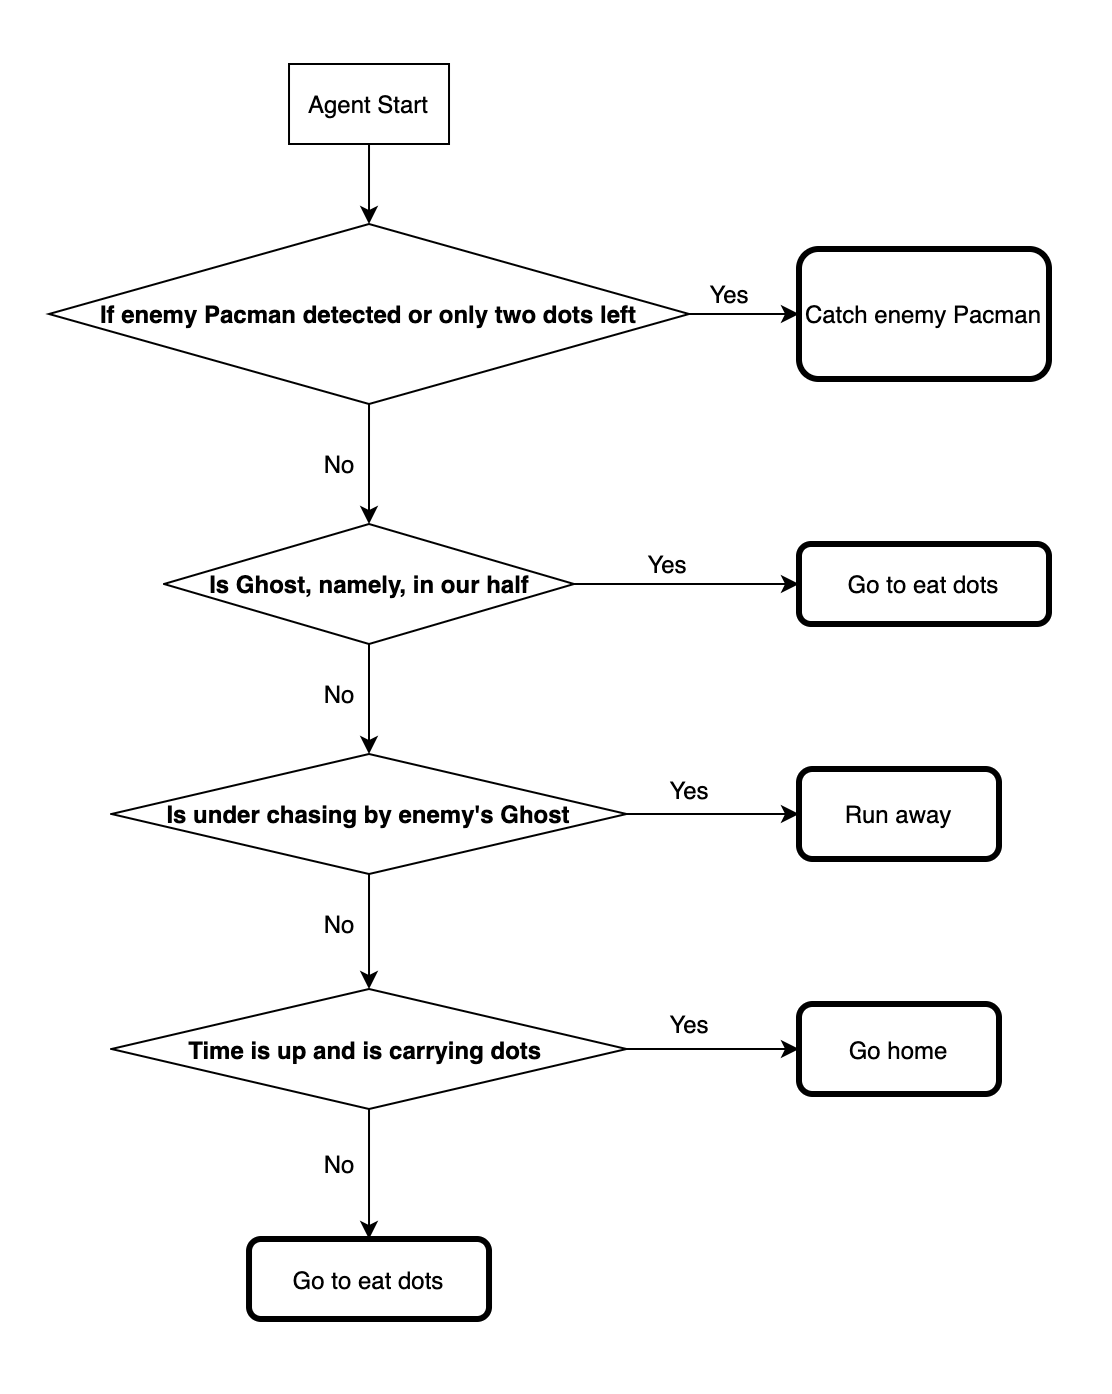 Agent Start
If enemy Pacman detected or only two dots left
Yes
Catch enemy Pacman
No
Is Ghost, namely, in our half
Yes
Go to eat dots
No
Is under chasing by enemy's Ghost
Yes
Run away
No
Time is up and is carrying dots
Yes
Go home
No
Go to eat dots